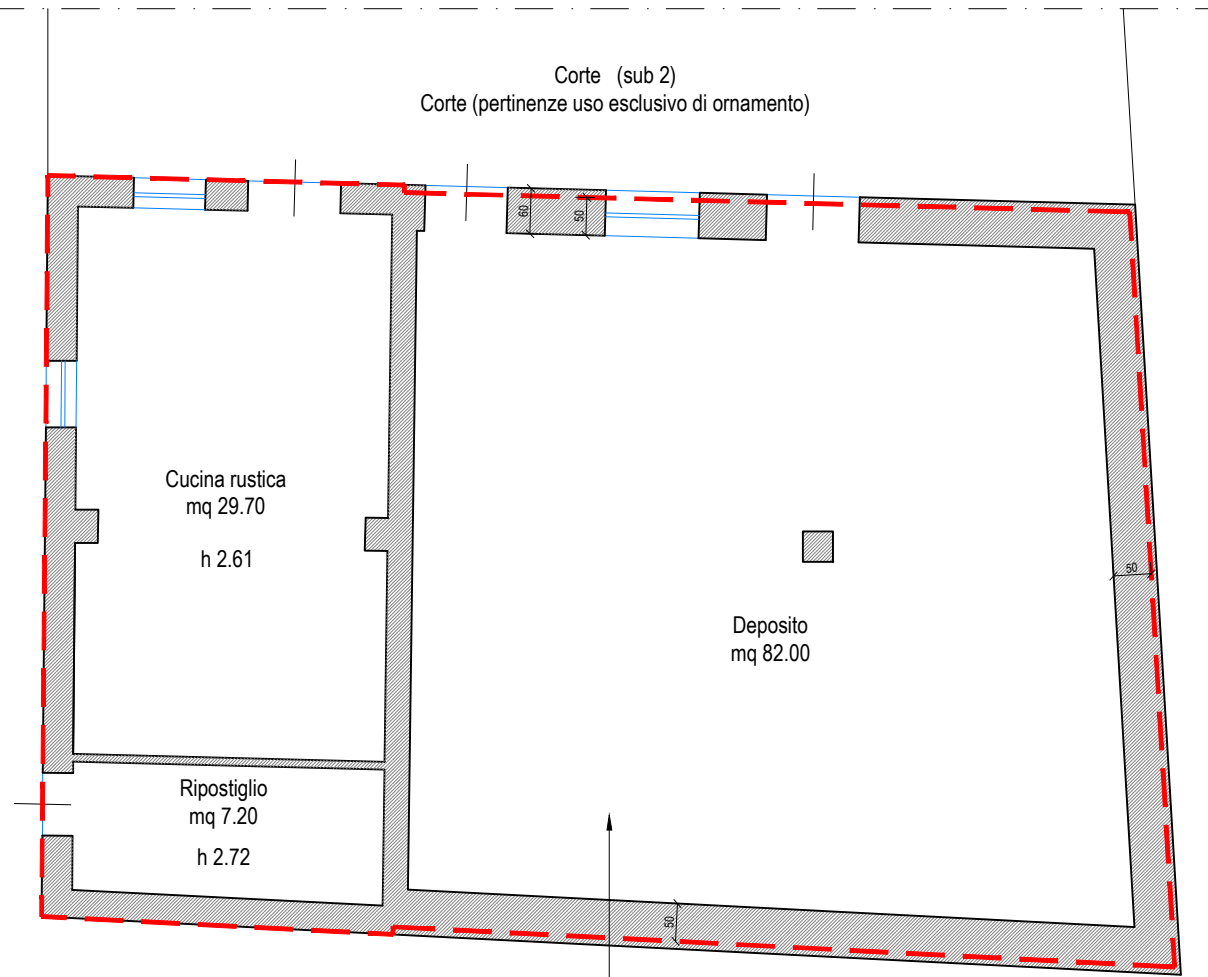 Corte (sub 2)
Corte (pertinenze uso esclusivo di ornamento)
60
50
Cucina rustica
mq 29.70
h 2.61
50
Deposito
mq 82.00
Ripostiglio
mq 7.20
h 2.72
50